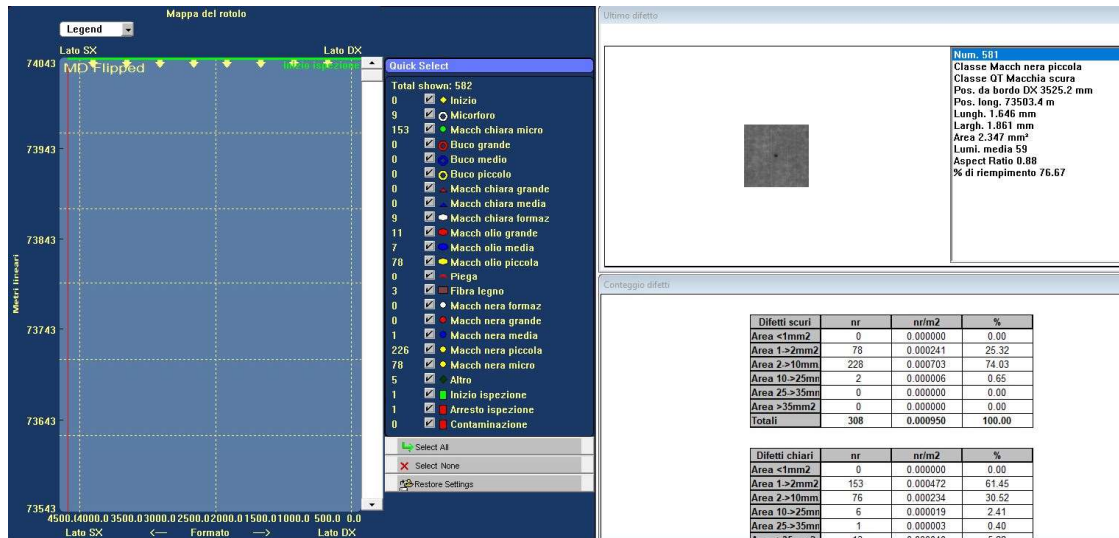 Mappa del rotolo
Legend
Lato SX
Lato DX
74043
MD Flipped
Inizio ispezione
73943
73843
73743
73643
73543
Metri lineari
4500.04000.03500.03000.02500.02000.01500.01000.0 500.0 0.0
Lato SX <— Formato —> Lato DX
Quick Select
Total shown: 582
0 Inizio
9 Micorforo
153 Macch chiara micro
0 Buco grande
0 Buco medio
0 Buco piccolo
0 Macch chiara grande
0 Macch chiara media
9 Macch chiara formaz
11 Macch olio grande
7 Macch olio media
78 Macch olio piccola
0 Piega
3 Fibra legno
0 Macch nera formaz
0 Macch nera grande
1 Macch nera media
226 Macch nera piccola
78 Macch nera micro
5 Altro
1 Inizio ispezione
1 Arresto ispezione
0 Contaminazione
Select All
Select None
Restore Settings
Ultimo difetto
Num. 581
Classe Macch nera piccola
Classe QT Macchia scura
Pos. da bordo DX 3525.2 mm
Pos. long. 73503.4 m
Lungh. 1.646 mm
Largh. 1.861 mm
Area 2.347 mm²
Lumi. media 59
Aspect Ratio 0.88
% di riempimento 76.67
Conteggio difetti
Difetti scuri nr nr/m2 %
Area <1mm2 0 0.000000 0.00
Area 1->2mm2 78 0.000241 25.32
Area 2->10mm 228 0.000703 74.03
Area 10->25mm 2 0.000006 0.65
Area 25->35mm 0 0.000000 0.00
Area >35mm2 0 0.000000 0.00
Totali 308 0.000950 100.00
Difetti chiari nr nr/m2 %
Area <1mm2 0 0.000000 0.00
Area 1->2mm2 153 0.000472 61.45
Area 2->10mm 76 0.000234 30.52
Area 10->25mm 6 0.000019 2.41
Area 25->35mm 1 0.000003 0.40